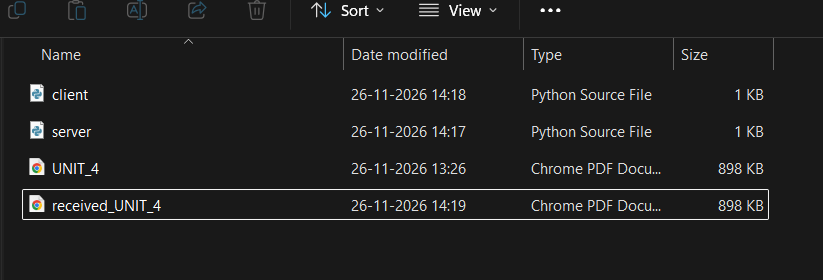 Sort View
Name Date modified Type Size
client 26-11-2026 14:18 Python Source File 1 KB
server 26-11-2026 14:17 Python Source File 1 KB
UNIT_4 26-11-2026 13:26 Chrome PDF Docu... 898 KB
received_UNIT_4 26-11-2026 14:19 Chrome PDF Docu... 898 KB